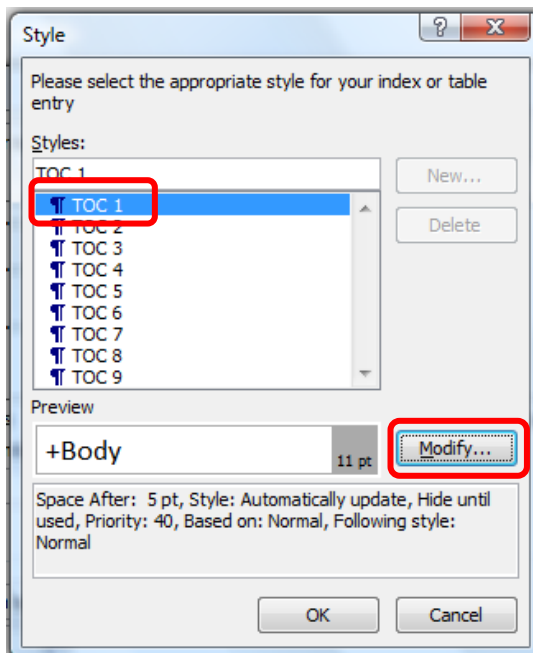 Style
?
X
Please select the appropriate style for your index or table
entry
Styles:
TOC 1
New...
¶ TOC 1
Delete
¶ TOC 2
¶ TOC 3
¶ TOC 4
¶ TOC 5
¶ TOC 6
¶ TOC 7
¶ TOC 8
¶ TOC 9
Preview
+Body
11 pt
Modify...
Space After:  5 pt, Style: Automatically update, Hide until
used, Priority: 40, Based on: Normal, Following style:
Normal
OK
Cancel